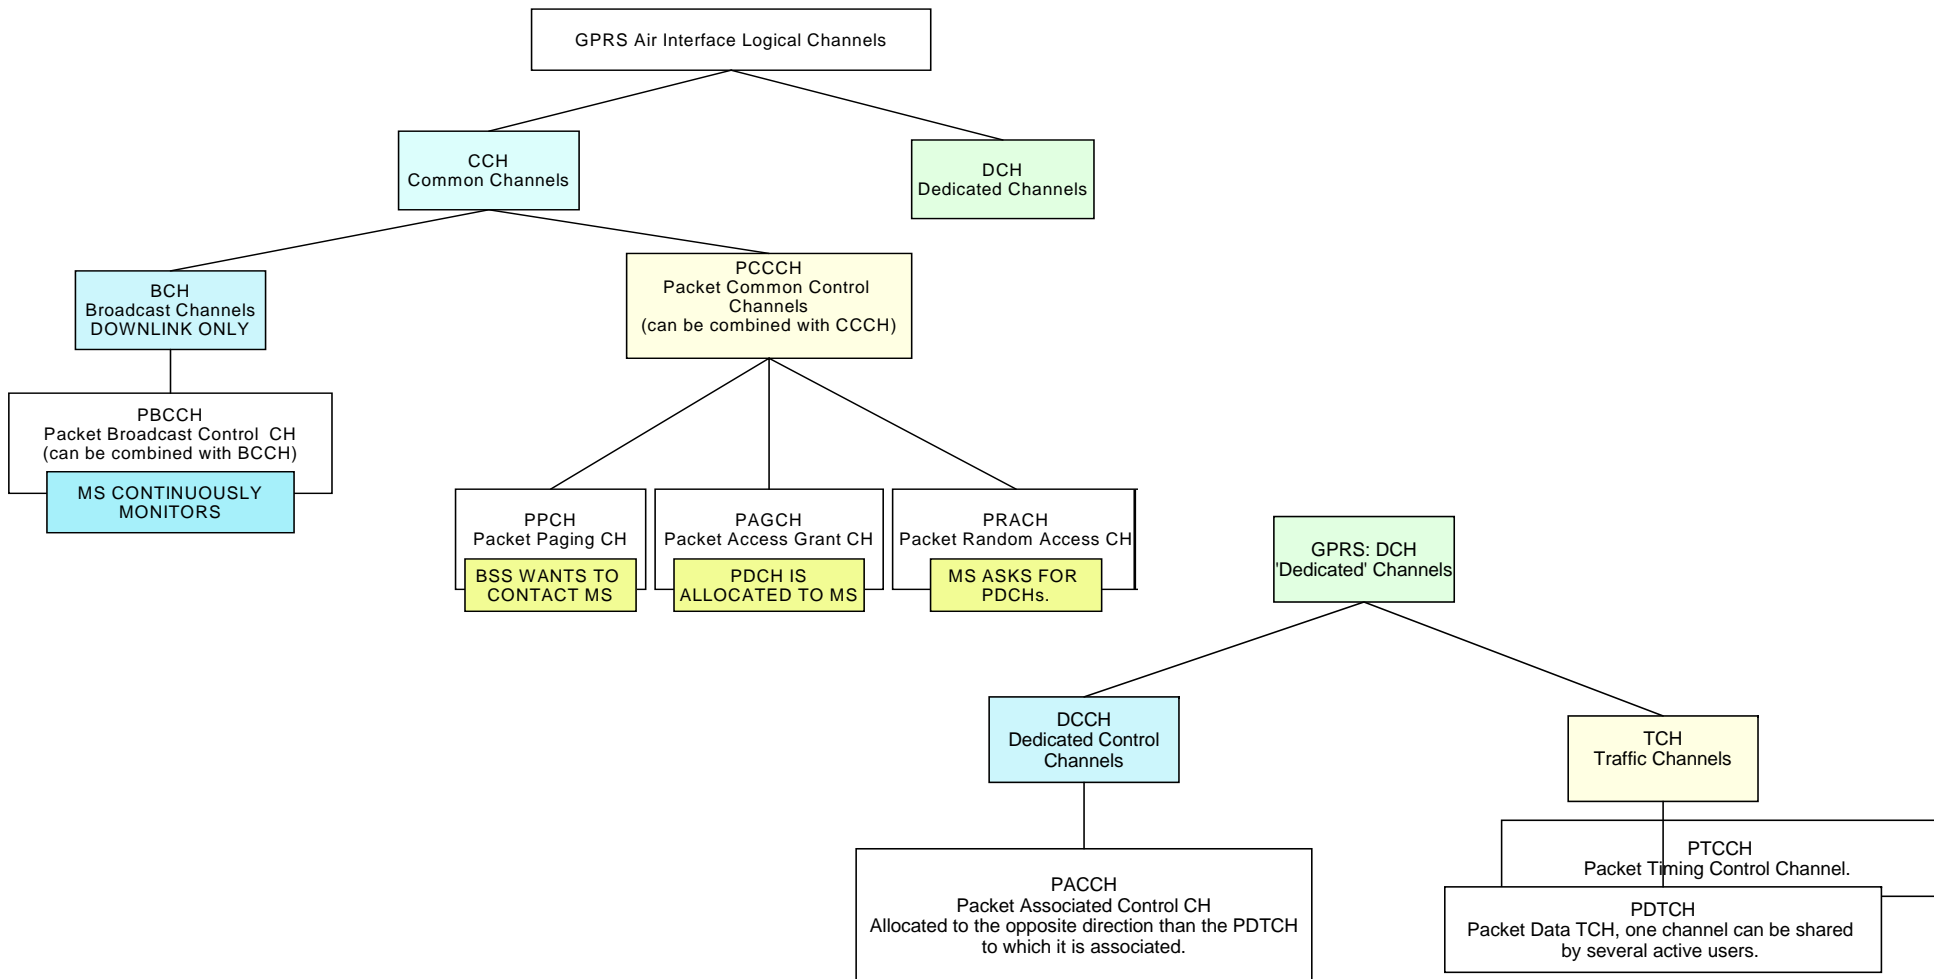 GPRS Air Interface Logical Channels
CCH
Common Channels
DCH
Dedicated Channels
BCH
Broadcast Channels
DOWNLINK ONLY
PCCCH
Packet Common Control
Channels
(can be combined with CCCH)
PBCCH
Packet Broadcast Control CH
(can be combined with BCCH)
MS CONTINUOUSLY
MONITORS
PPCH
Packet Paging CH
BSS WANTS TO
CONTACT MS
PAGCH
Packet Access Grant CH
PDCH IS
ALLOCATED TO MS
PRACH
Packet Random Access CH
MS ASKS FOR
PDCHs.
GPRS: DCH
'Dedicated' Channels
DCCH
Dedicated Control
Channels
TCH
Traffic Channels
PACCH
Packet Associated Control CH
Allocated to the opposite direction than the PDTCH
to which it is associated.
PTCCH
Packet Timing Control Channel.
PDTCH
Packet Data TCH, one channel can be shared
by several active users.